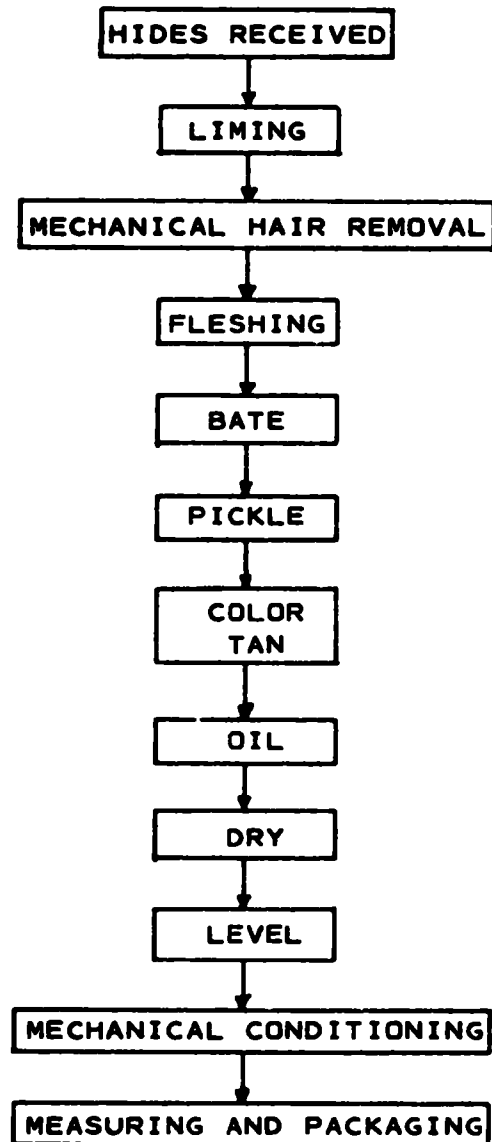 HIDES RECEIVED
LIMING
MECHANICAL HAIR REMOVAL
FLESHING
BATE
PICKLE
COLOR
TAN
OIL
DRY
LEVEL
MECHANICAL CONDITIONING
MEASURING AND PACKAGING